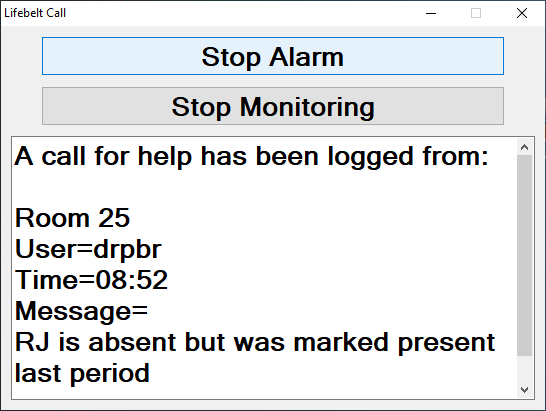 Lifebelt Call
Stop Alarm
Stop Monitoring
A call for help has been logged from:
Room 25
User=drpbr
Time=08:52
Message=
RJ is absent but was marked present
last period